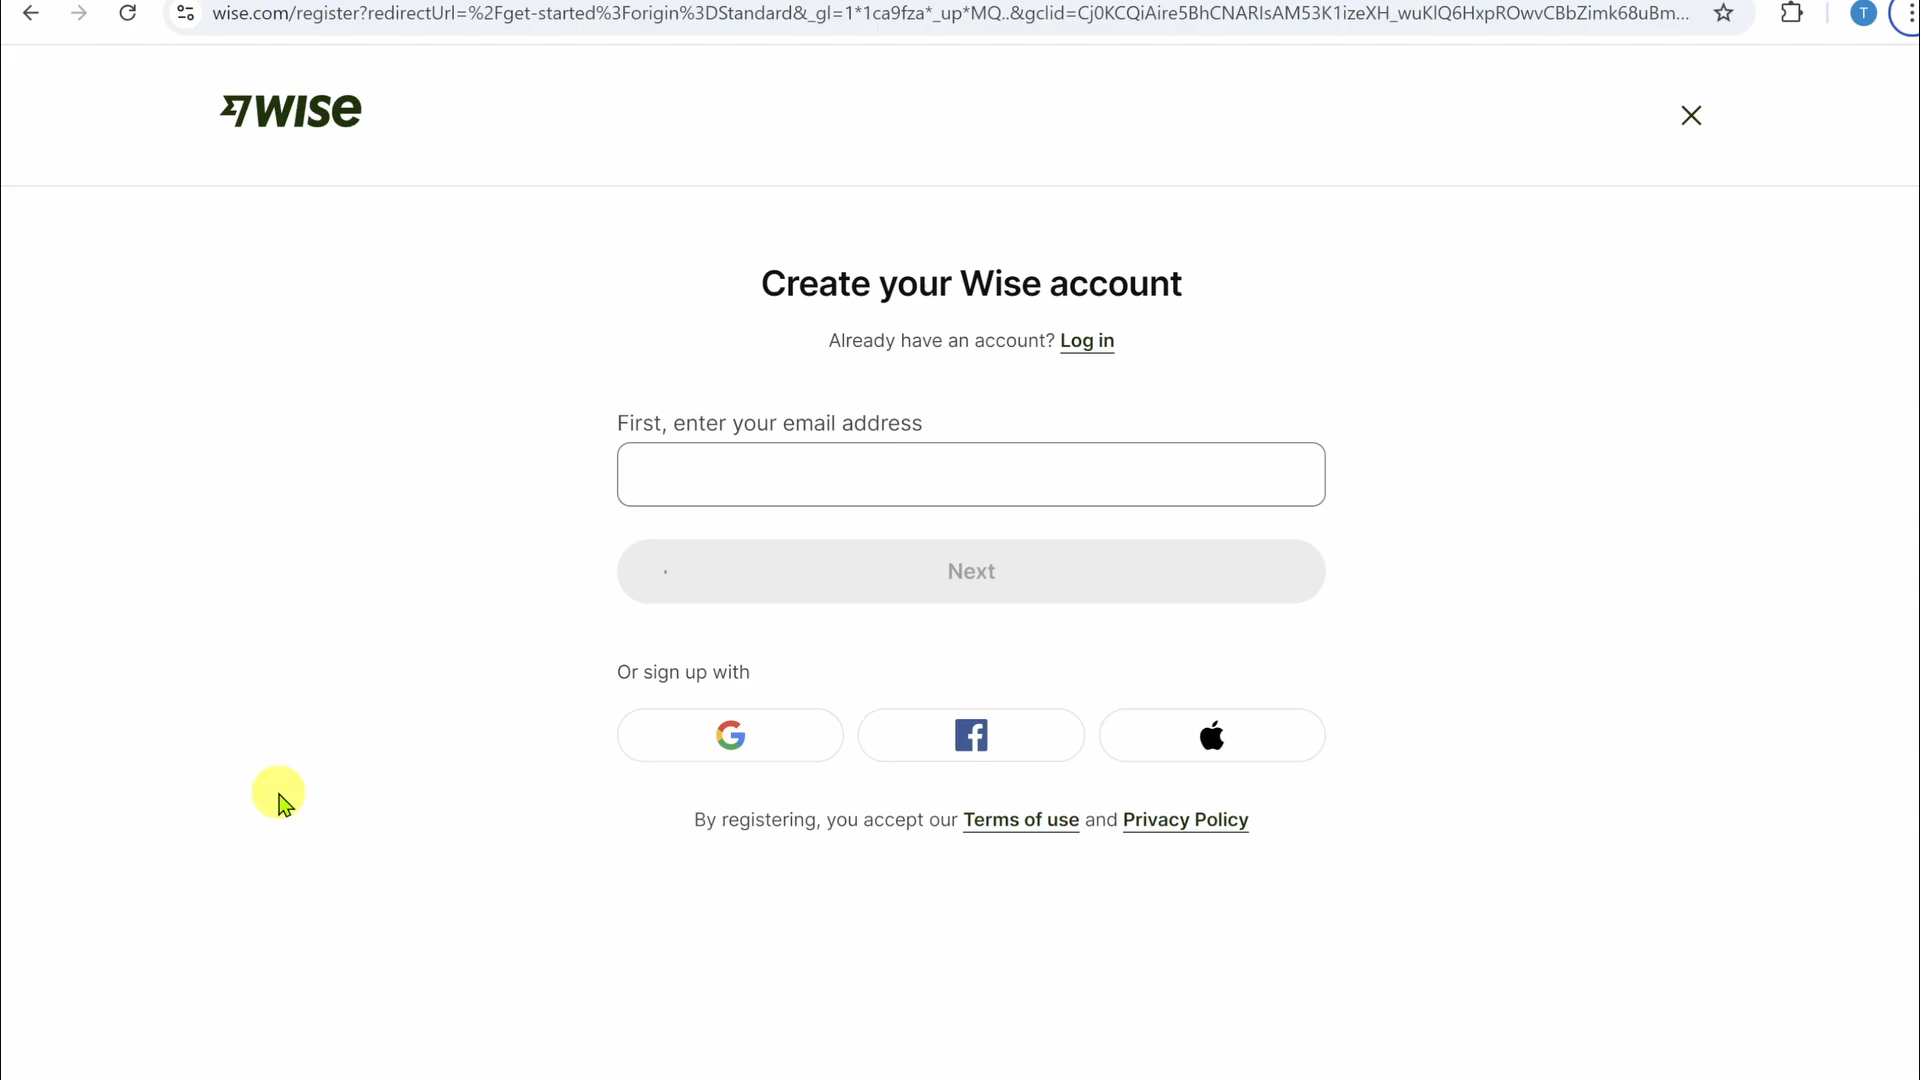 wise.com/register?redirectUrl=%2Fget-started%3Forigin%3DStandard&_gl=1*1ca9fza*_up*MQ..&gclid=Cj0KCQiAire5BhCNARIsAM53K1izeXH_wuKlQ6HxpROwvCBbZimk68uBm...
T
wise
Create your Wise account
Already have an account? Log in
First, enter your email address
Next
Or sign up with
By registering, you accept our Terms of use and Privacy Policy